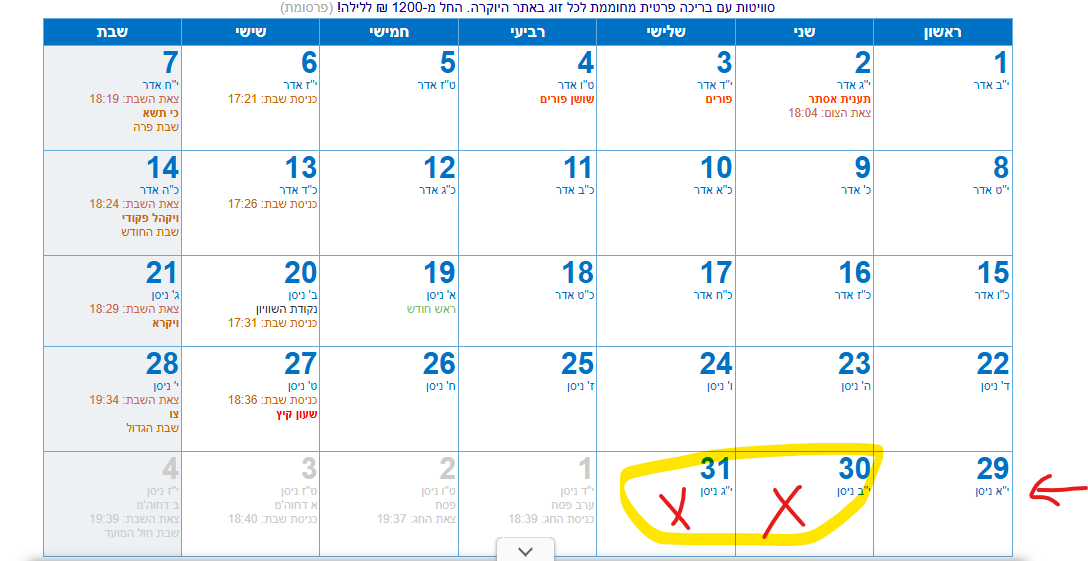 סוויטות עם בריכה פרטית מחוממת לכל זוג באתר היוקרה. החל מ-1200 ₪ ללילה! (פרסומת)
ראשון שני שלישי רביעי חמישי שישי שבת
1
י"ב אדר
2
י"ג אדר
תענית אסתר
צאת הצום: 18:04
3
י"ד אדר
פורים
4
ט"ו אדר
שושן פורים
5
ט"ז אדר
6
י"ז אדר
כניסת שבת: 17:21
7
י"ח אדר
צאת השבת: 18:19
כי תשא
שבת פרה
8
י"ט אדר
9
כ' אדר
10
כ"א אדר
11
כ"ב אדר
12
כ"ג אדר
13
כ"ד אדר
כניסת שבת: 17:26
14
כ"ה אדר
צאת השבת: 18:24
ויקהל פקודי
שבת החודש
15
כ"ו אדר
16
כ"ז אדר
17
כ"ח אדר
18
כ"ט אדר
19
א' ניסן
ראש חודש
20
ב' ניסן
נקודת השוויון
כניסת שבת: 17:31
21
ג' ניסן
צאת השבת: 18:29
ויקרא
22
ד' ניסן
23
ה' ניסן
24
ו' ניסן
25
ז' ניסן
26
ח' ניסן
27
ט' ניסן
כניסת שבת: 18:36
שעון קיץ
28
י' ניסן
צאת השבת: 19:34
צו
שבת הגדול
29
י"א ניסן
30
י"ב ניסן
X
31
י"ג ניסן
X
1
י"ד ניסן
ערב פסח
כניסת החג: 18:39
2
ט"ו ניסן
פסח
צאת החג: 19:37
3
ט"ז ניסן
א דחוה'מ
כניסת שבת: 18:40
4
י"ז ניסן
ב דחוה'מ
צאת השבת: 19:39
שבת חול המועד